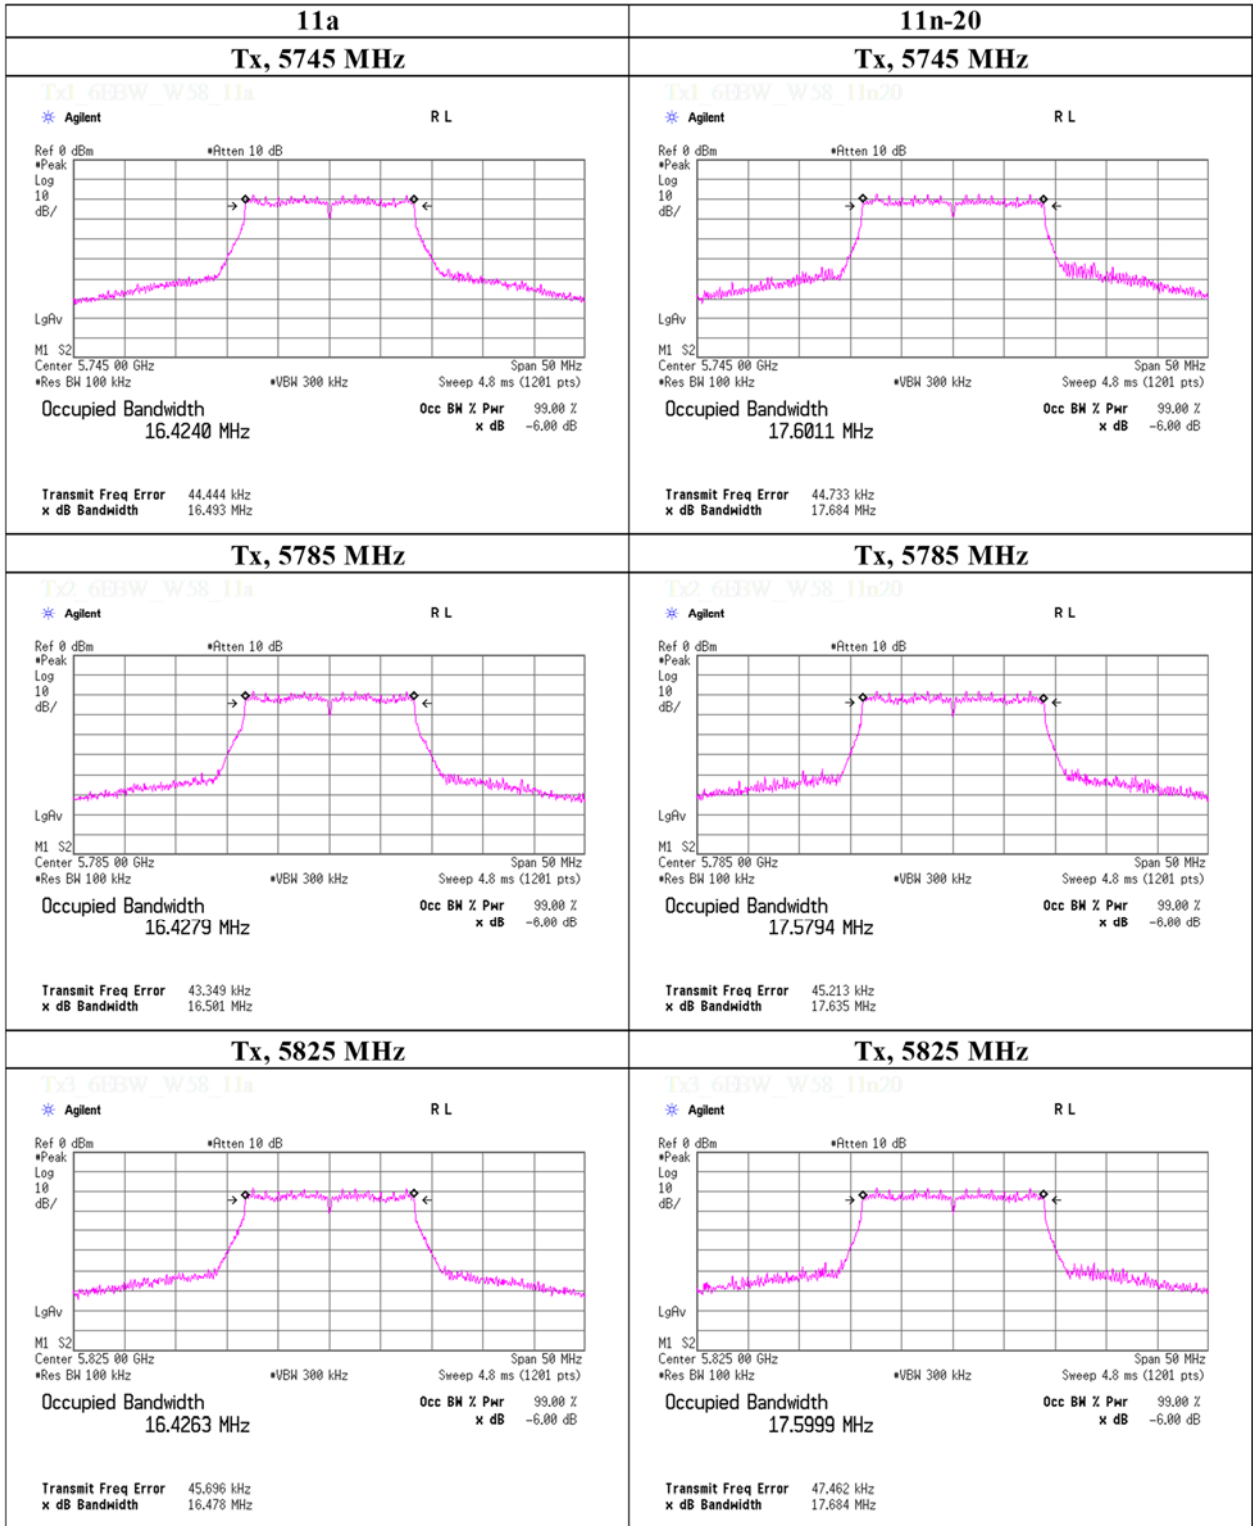 11a 11n-20
Tx, 5745 MHz Tx, 5745 MHz
Tx1_6EBW_W58_11a
Agilent R L
Ref 0 dBm *Atten 10 dB
*Peak
Log
10
dB/
LgAv
M1 S2
Center 5.745 00 GHz Span 50 MHz
*Res BW 100 kHz *VBW 300 kHz Sweep 4.8 ms (1201 pts)
Occupied Bandwidth Occ BW % Pwr 99.00 %
16.4240 MHz x dB -6.00 dB
Transmit Freq Error 44.444 kHz
x dB Bandwidth 16.493 MHz
Tx1_6EBW_W58_11n20
Agilent R L
Ref 0 dBm *Atten 10 dB
*Peak
Log
10
dB/
LgAv
M1 S2
Center 5.745 00 GHz Span 50 MHz
*Res BW 100 kHz *VBW 300 kHz Sweep 4.8 ms (1201 pts)
Occupied Bandwidth Occ BW % Pwr 99.00 %
17.6011 MHz x dB -6.00 dB
Transmit Freq Error 44.733 kHz
x dB Bandwidth 17.684 MHz
Tx, 5785 MHz Tx, 5785 MHz
Tx2_6EBW_W58_11a
Agilent R L
Ref 0 dBm *Atten 10 dB
*Peak
Log
10
dB/
LgAv
M1 S2
Center 5.785 00 GHz Span 50 MHz
*Res BW 100 kHz *VBW 300 kHz Sweep 4.8 ms (1201 pts)
Occupied Bandwidth Occ BW % Pwr 99.00 %
16.4279 MHz x dB -6.00 dB
Transmit Freq Error 43.349 kHz
x dB Bandwidth 16.501 MHz
Tx2_6EBW_W58_11n20
Agilent R L
Ref 0 dBm *Atten 10 dB
*Peak
Log
10
dB/
LgAv
M1 S2
Center 5.785 00 GHz Span 50 MHz
*Res BW 100 kHz *VBW 300 kHz Sweep 4.8 ms (1201 pts)
Occupied Bandwidth Occ BW % Pwr 99.00 %
17.5794 MHz x dB -6.00 dB
Transmit Freq Error 45.213 kHz
x dB Bandwidth 17.635 MHz
Tx, 5825 MHz Tx, 5825 MHz
Tx3_6EBW_W58_11a
Agilent R L
Ref 0 dBm *Atten 10 dB
*Peak
Log
10
dB/
LgAv
M1 S2
Center 5.825 00 GHz Span 50 MHz
*Res BW 100 kHz *VBW 300 kHz Sweep 4.8 ms (1201 pts)
Occupied Bandwidth Occ BW % Pwr 99.00 %
16.4263 MHz x dB -6.00 dB
Transmit Freq Error 45.696 kHz
x dB Bandwidth 16.478 MHz
Tx3_6EBW_W58_11n20
Agilent R L
Ref 0 dBm *Atten 10 dB
*Peak
Log
10
dB/
LgAv
M1 S2
Center 5.825 00 GHz Span 50 MHz
*Res BW 100 kHz *VBW 300 kHz Sweep 4.8 ms (1201 pts)
Occupied Bandwidth Occ BW % Pwr 99.00 %
17.5999 MHz x dB -6.00 dB
Transmit Freq Error 47.462 kHz
x dB Bandwidth 17.684 MHz